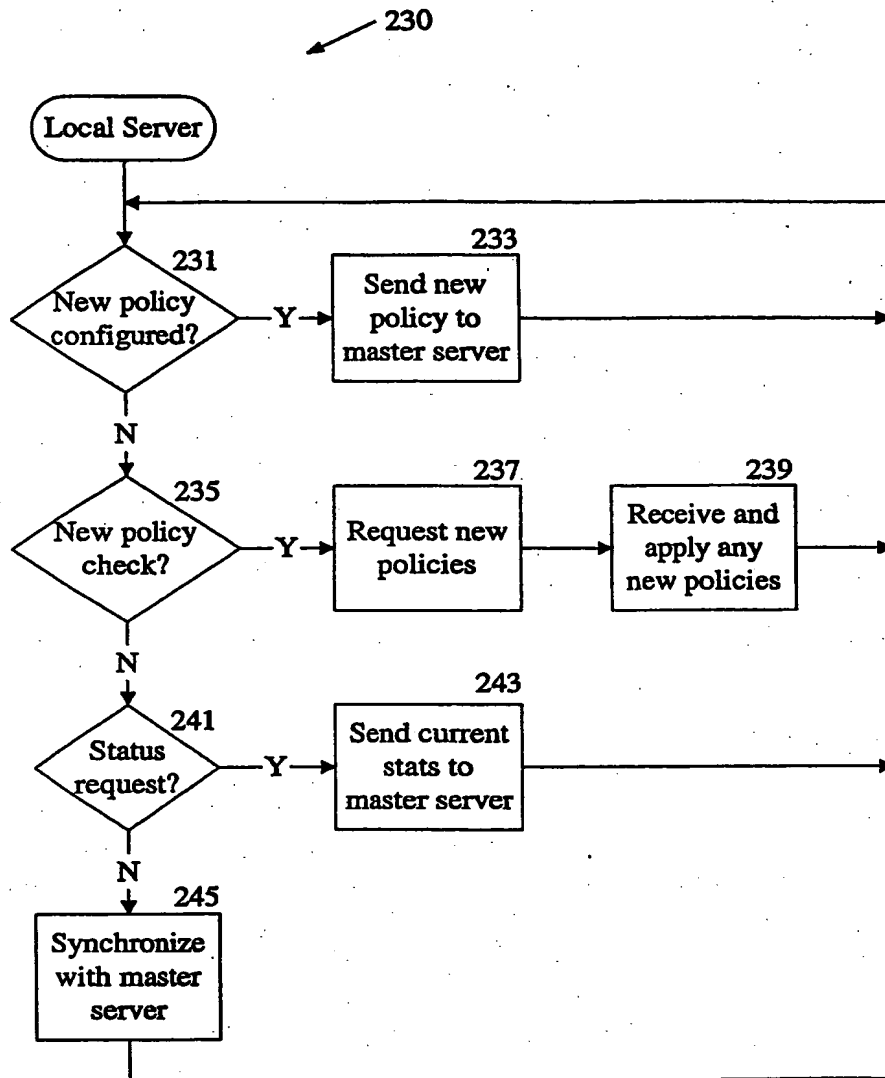 230
Local Server
231
New policy
configured?
Y
233
Send new
policy to
master server
N
235
New policy
check?
Y
237
Request new
policies
239
Receive and
apply any
new policies
N
241
Status
request?
Y
243
Send current
stats to
master server
N
245
Synchronize
with master
server